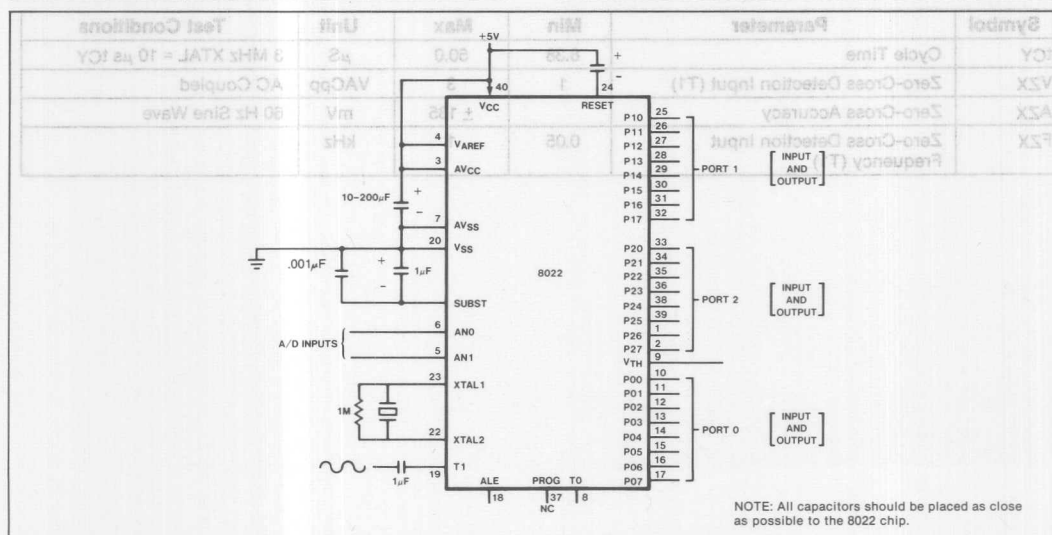 Symbol Parameter Min Max Unit Test Conditions
Cycle Time 8.38 50.0 µS 3 MHz XTAL = 10 µs tCY
VZX Zero-Cross Detection Input (T1) 1 3 VACpp AC Coupled
AZX Zero-Cross Accuracy ± 135 mV 60 Hz Sine Wave
FZX Zero-Cross Detection Input 0.05 kHz
Frequency (T1)
+5V
+
-
40
24
VCC
RESET
4
VAREF
3
AVCC
10-200µF
+
-
7
AVSS
20
VSS
.001µF
+
-
1µF
SUBST
8022
A/D INPUTS
6
AN0
5
AN1
23
XTAL1
1M
22
XTAL2
1µF
19
T1
ALE
18
PROG
37
NC
T0
8
P10 25
P11 26
P12 27
P13 28
P14 29
P15 30
P16 31
P17 32
PORT 1
INPUT
AND
OUTPUT
P20 33
P21 34
P22 35
P23 36
P24 38
P25 39
P26 1
P27 2
PORT 2
INPUT
AND
OUTPUT
VTH 9
P00 10
P01 11
P02 12
P03 13
P04 14
P05 15
P06 16
P07 17
PORT 0
INPUT
AND
OUTPUT
NOTE: All capacitors should be placed as close
as possible to the 8022 chip.